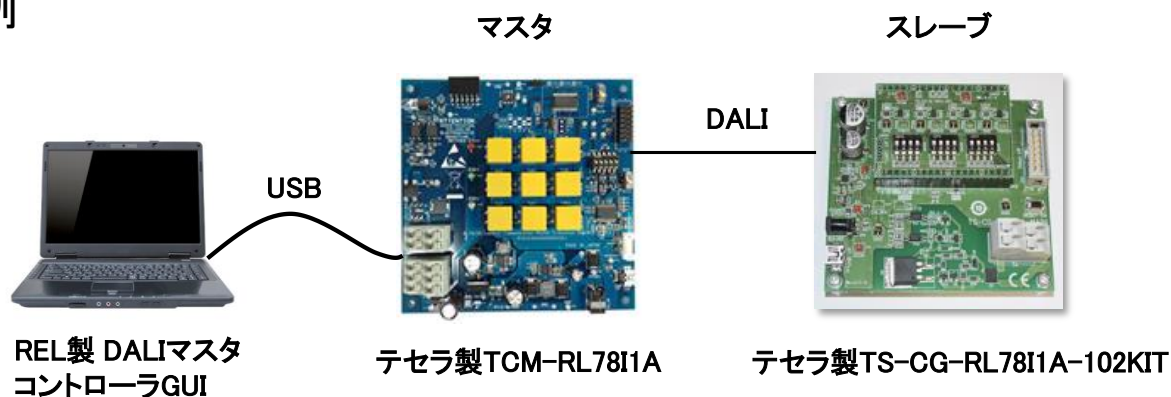 例
マスタ
スレーブ
DALI
USB
REL製 DALIマスタ
コントローラGUI
テセラ製TCM-RL78I1A
テセラ製TS-CG-RL78I1A-102KIT